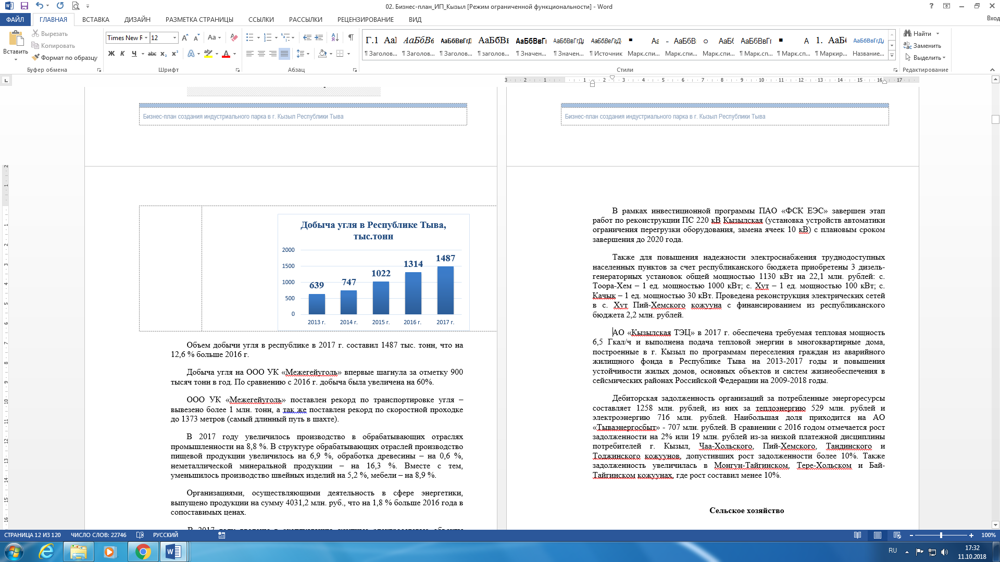 02. Бизнес-план_ИП_Кызыл [Режим ограниченной функциональности] - Word
Вход
ФАЙЛ ГЛАВНАЯ ВСТАВКА ДИЗАЙН РАЗМЕТКА СТРАНИЦЫ ССЫЛКИ РАССЫЛКИ РЕЦЕНЗИРОВАНИЕ ВИД
Вставить
Вырезать
Копировать
Формат по образцу
Буфер обмена
Times New F 12
Шрифт
Абзац
¶ Заголов... ¶ Заголов... ¶ Заголов... ¶ заголов... ¶ Значен... ¶ Значен... ¶ Источник Марк.спи... Марк.спи... Марк.спи... ¶ Марк.сп... ¶ Марк.сп... ¶ Маркир... Название...
Стили
Найти
Заменить
Выделить
Редактирование
3 2 1 1 2 3 4 5 6 7 8 9 10 11 12 13 14 15 16 17
Бизнес-план создания индустриального парка в г. Кызыл Республики Тыва
Добыча угля в Республике Тыва,
тыс.тонн
2000
1500
1000
500
0
639 747 1022 1314 1487
2013 г. 2014 г. 2015 г. 2016 г. 2017 г.
Объем добычи угля в республике в 2017 г. составил 1487 тыс. тонн, что на
12,6 % больше 2016 г.
Добыча угля на ООО УК «Межегейуголь» впервые шагнула за отметку 900
тысяч тонн в год. По сравнению с 2016 г. добыча была увеличена на 60%.
ООО УК «Межегейуголь» поставлен рекорд по транспортировке угля –
вывезено более 1 млн. тонн, а так же поставлен рекорд по скоростной проходке
до 1373 метров (самый длинный путь в шахте).
В 2017 году увеличилось производство в обрабатывающих отраслях
промышленности на 8,8 %. В структуре обрабатывающих отраслей производство
пищевой продукции увеличилось на 6,9 %, обработка древесины – на 0,6 %,
неметаллической минеральной продукции – на 16,3 %. Вместе с тем,
уменьшилось производство швейных изделий на 5,2 %, мебели – на 8,9 %.
Организациями, осуществляющими деятельность в сфере энергетики,
выпущено продукции на сумму 4031,2 млн. руб., что на 1,8 % больше 2016 года в
сопоставимых ценах.
Бизнес-план создания индустриального парка в г. Кызыл Республики Тыва
В рамках инвестиционной программы ПАО «ФСК ЕЭС» завершен этап
работ по реконструкции ПС 220 кВ Кызылская (установка устройств автоматики
ограничения перегрузки оборудования, замена ячеек 10 кВ) с плановым сроком
завершения до 2020 года.
Также для повышения надежности электроснабжения труднодоступных
населенных пунктов за счет республиканского бюджета приобретены 3 дизель-
генераторных установок общей мощностью 1130 кВт на 22,1 млн. рублей: с.
Тоора-Хем – 1 ед. мощностью 1000 кВт; с. Хут – 1 ед. мощностью 100 кВт; с.
Качык – 1 ед. мощностью 30 кВт. Проведена реконструкция электрических сетей
в с. Хут Пий-Хемского кожууна с финансированием из республиканского
бюджета 2,2 млн. рублей.
АО «Кызылская ТЭЦ» в 2017 г. обеспечена требуемая тепловая мощность
6,5 Гкал/ч и выполнена подача тепловой энергии в многоквартирные дома,
построенные в г. Кызыл по программам переселения граждан из аварийного
жилищного фонда в Республике Тыва на 2013-2017 годы и повышения
устойчивости жилых домов, основных объектов и систем жизнеобеспечения в
сейсмических районах Российской Федерации на 2009-2018 годы.
Дебиторская задолженность организаций за потребленные энергоресурсы
составляет 1258 млн. рублей, из них за теплоэнергию 529 млн. рублей и
электроэнергию 716 млн. рублей. Наибольшая доля приходится на АО
«Тываэнергосбыт» - 707 млн. рублей. В сравнении с 2016 годом отмечается рост
задолженности на 2% или 19 млн. рублей из-за низкой платежной дисциплины
потребителей г. Кызыл, Чаа-Хольского, Пий-Хемского, Тандинского и
Тоджинского кожуунов, допустивших рост задолженности более 10%. Также
задолженность увеличилась в Монгун-Тайгинском, Тере-Хольском и Бай-
Тайгинском кожуунах, где рост составил менее 10%.
Сельское хозяйство
СТРАНИЦА 12 ИЗ 120 ЧИСЛО СЛОВ: 22746 РУССКИЙ 100%
RU 17:32
11.10.2018